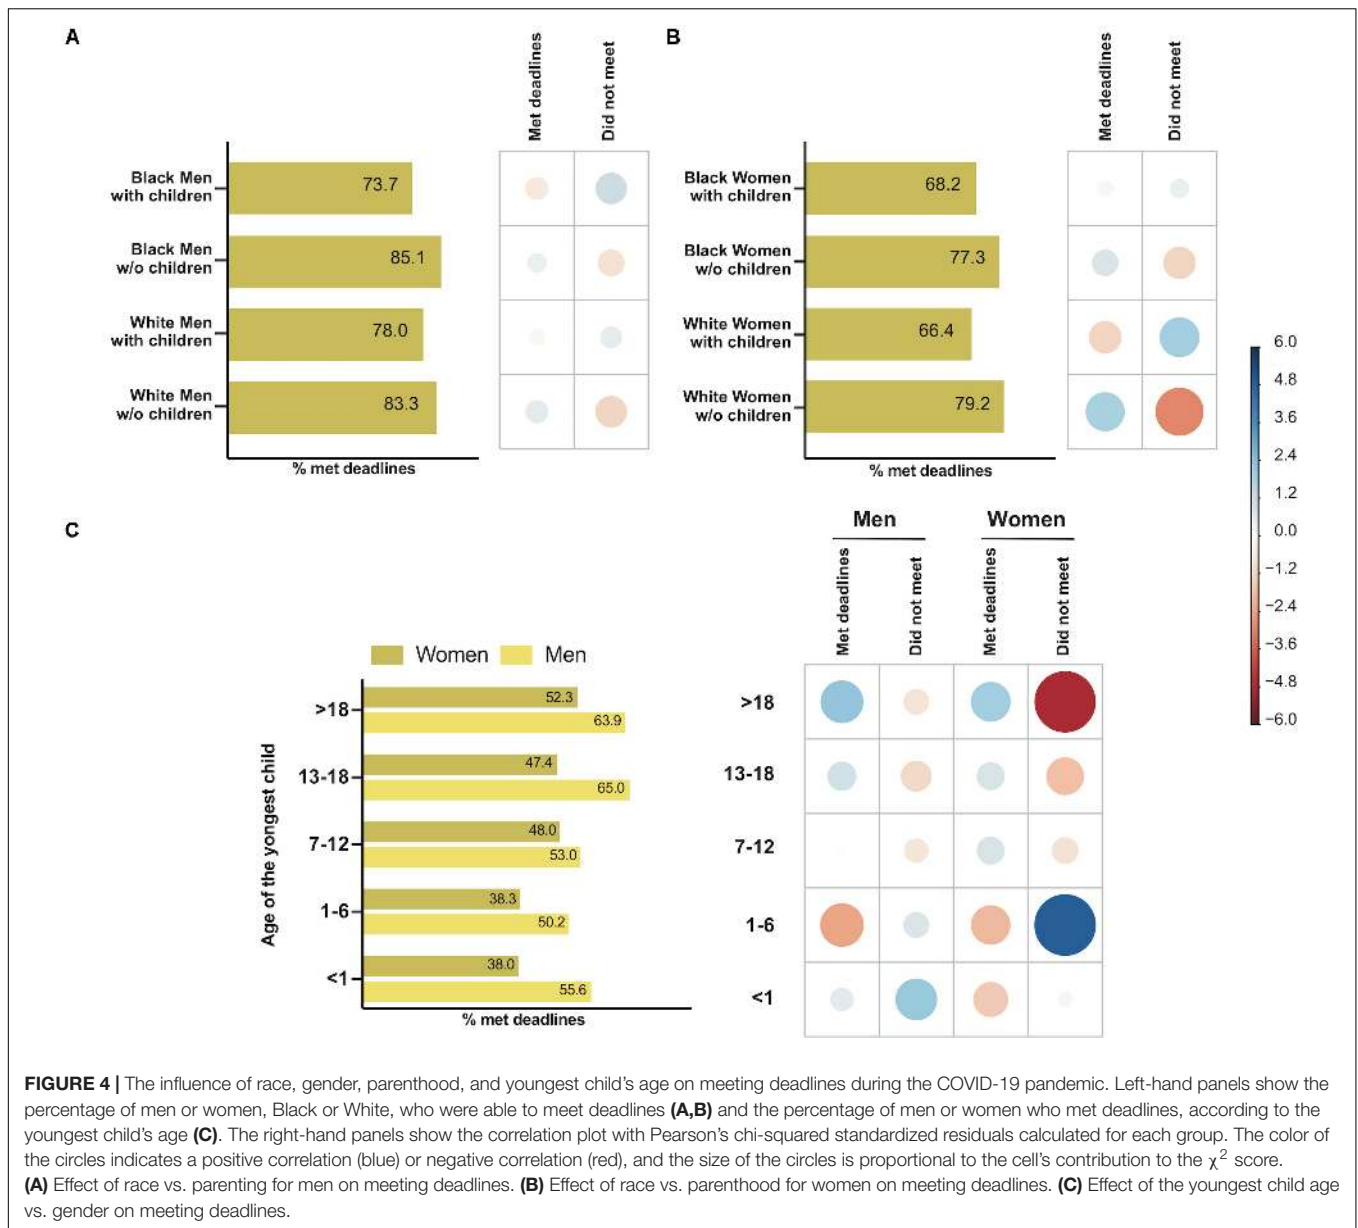 A
Met deadlines
Did not meet
Black Men
with children
73.7
Black Men
w/o children
85.1
White Men
with children
78.0
White Men
w/o children
83.3
% met deadlines
B
Met deadlines
Did not meet
Black Women
with children
68.2
Black Women
w/o children
77.3
White Women
with children
66.4
White Women
w/o children
79.2
% met deadlines
6.0
4.8
3.6
2.4
1.2
0.0
−1.2
−2.4
−3.6
−4.8
−6.0
C
Women
Men
Age of the yongest child
>18
52.3
63.9
13-18
47.4
65.0
7-12
48.0
53.0
1-6
38.3
50.2
<1
38.0
55.6
% met deadlines
Men
Women
Met deadlines
Did not meet
Met deadlines
Did not meet
>18
13-18
7-12
1-6
<1
FIGURE 4 | The influence of race, gender, parenthood, and youngest child's age on meeting deadlines during the COVID-19 pandemic. Left-hand panels show the
percentage of men or women, Black or White, who were able to meet deadlines (A,B) and the percentage of men or women who met deadlines, according to the
youngest child's age (C). The right-hand panels show the correlation plot with Pearson's chi-squared standardized residuals calculated for each group. The color of
the circles indicates a positive correlation (blue) or negative correlation (red), and the size of the circles is proportional to the cell's contribution to the χ² score.
(A) Effect of race vs. parenting for men on meeting deadlines. (B) Effect of race vs. parenthood for women on meeting deadlines. (C) Effect of the youngest child age
vs. gender on meeting deadlines.